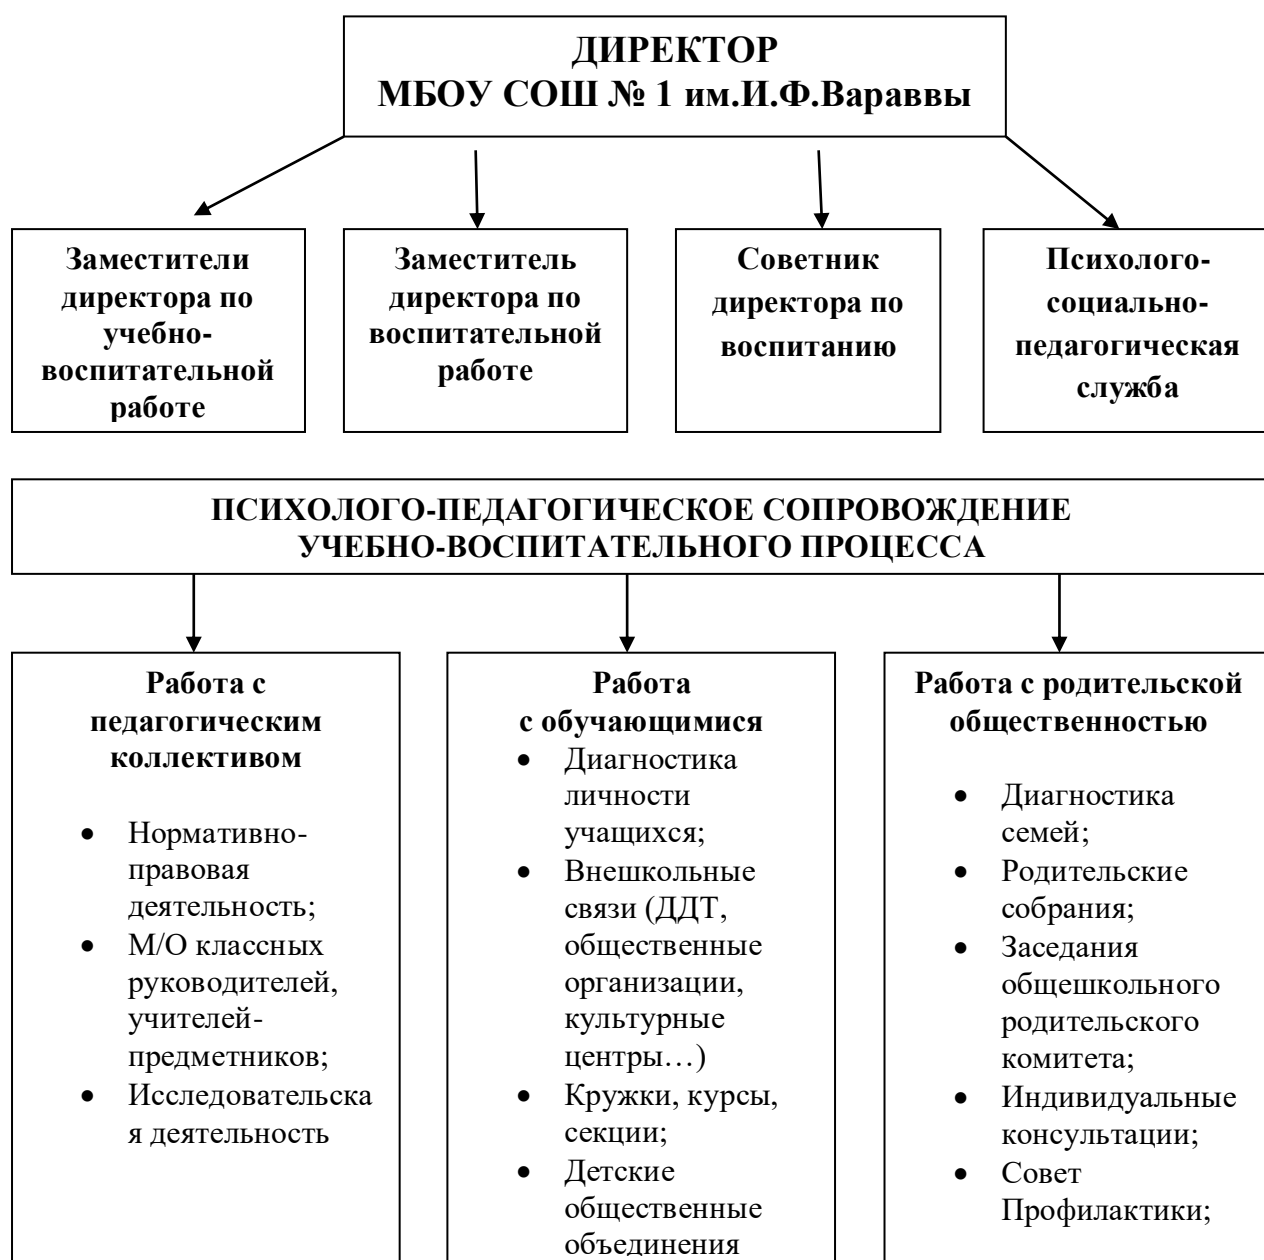 ДИРЕКТОР
МБОУ СОШ № 1 им.И.Ф.Вараввы
Заместители
директора по
учебно-
воспитательной
работе
Заместитель
директора по
воспитательной
работе
Советник
директора по
воспитанию
Психолого-
социально-
педагогическая
служба
ПСИХОЛОГО-ПЕДАГОГИЧЕСКОЕ СОПРОВОЖДЕНИЕ
УЧЕБНО-ВОСПИТАТЕЛЬНОГО ПРОЦЕССА
Работа с
педагогическим
коллективом
• Нормативно-
правовая
деятельность;
• М/О классных
руководителей,
учителей-
предметников;
• Исследовательска
я деятельность
Работа
с обучающимися
• Диагностика
личности
учащихся;
• Внешкольные
связи (ДДТ,
общественные
организации,
культурные
центры…)
• Кружки, курсы,
секции;
• Детские
общественные
объединения
Работа с родительской
общественностью
• Диагностика
семей;
• Родительские
собрания;
• Заседания
общешкольного
родительского
комитета;
• Индивидуальные
консультации;
• Совет
Профилактики;